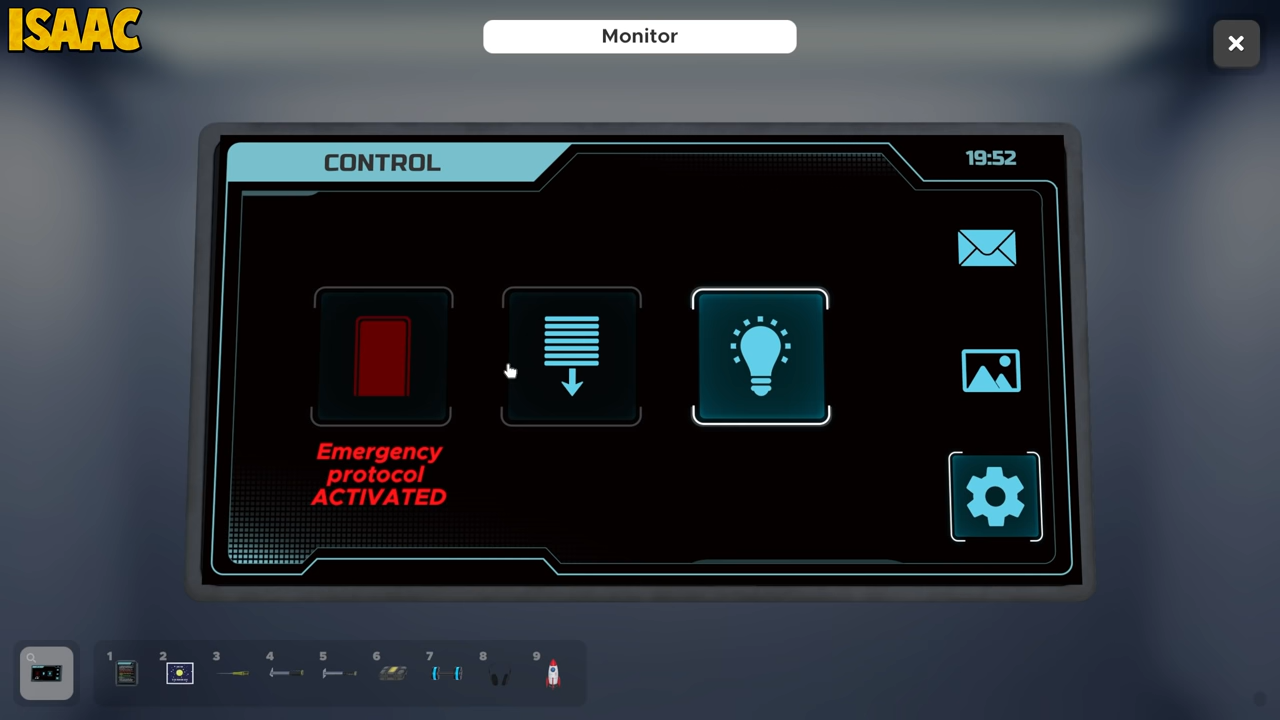 ISAAC
Monitor
CONTROL
19:52
Emergency
protocol
ACTIVATED
1 2 3 4 5 6 7 8 9